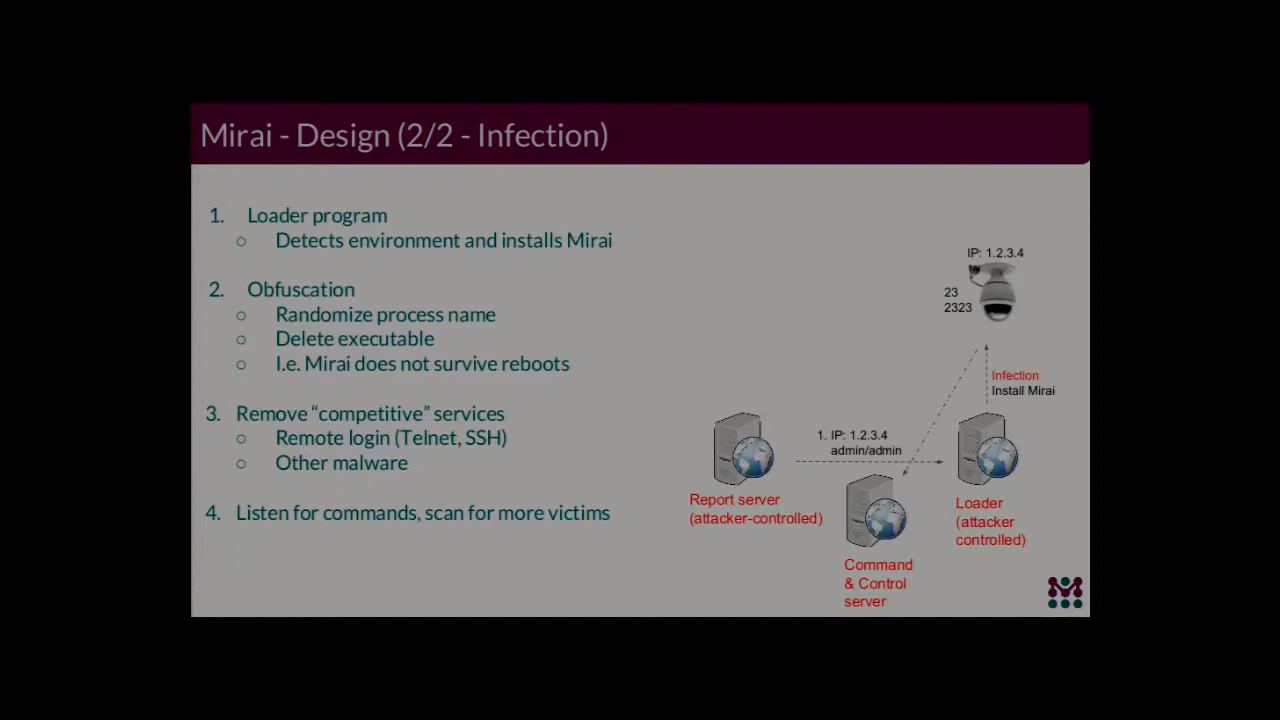 Mirai - Design (2/2 - Infection)
1. Loader program
○ Detects environment and installs Mirai
2. Obfuscation
○ Randomize process name
○ Delete executable
○ I.e. Mirai does not survive reboots
3. Remove “competitive” services
○ Remote login (Telnet, SSH)
○ Other malware
4. Listen for commands, scan for more victims
IP: 1.2.3.4
23
2323
Infection
Install Mirai
1. IP: 1.2.3.4
admin/admin
Report server
(attacker-controlled)
Loader
(attacker
controlled)
Command
& Control
server